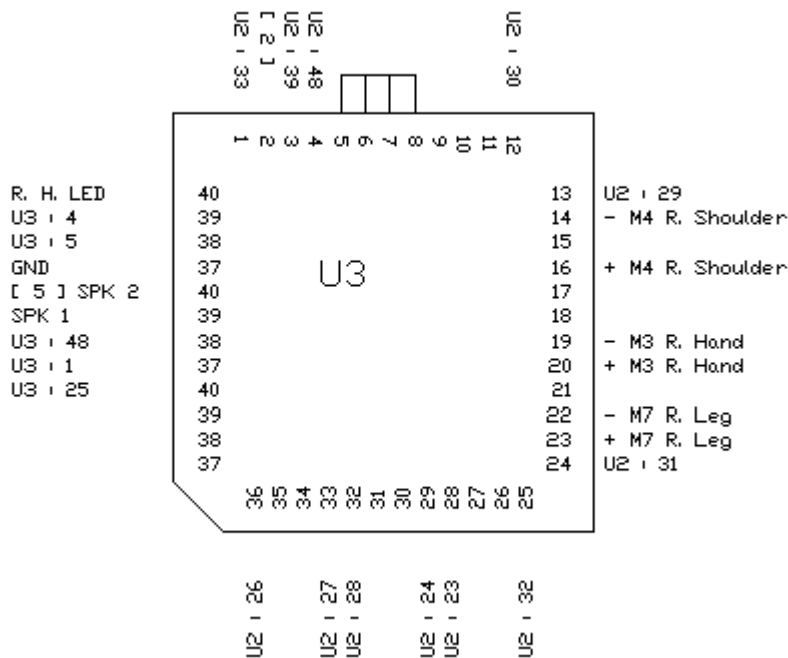 U2 : 33
[ 2 ]
U2 : 39
U2 : 48
U2 : 30
1 2 3 4 5 6 7 8 9 10 11 12
R. H. LED 40 13 U2 : 29
U3 : 4 39 14 - M4 R. Shoulder
U3 : 5 38 15
GND 37 U3 16 + M4 R. Shoulder
[ 5 ] SPK 2 40 17
SPK 1 39 18
U3 : 48 38 19 - M3 R. Hand
U3 : 1 37 20 + M3 R. Hand
U3 : 25 40 21
39 22 - M7 R. Leg
38 23 + M7 R. Leg
37 24 U2 : 31
36 35 34 33 32 31 30 29 28 27 26 25
U2 : 26
U2 : 27
U2 : 28
U2 : 24
U2 : 23
U2 : 32